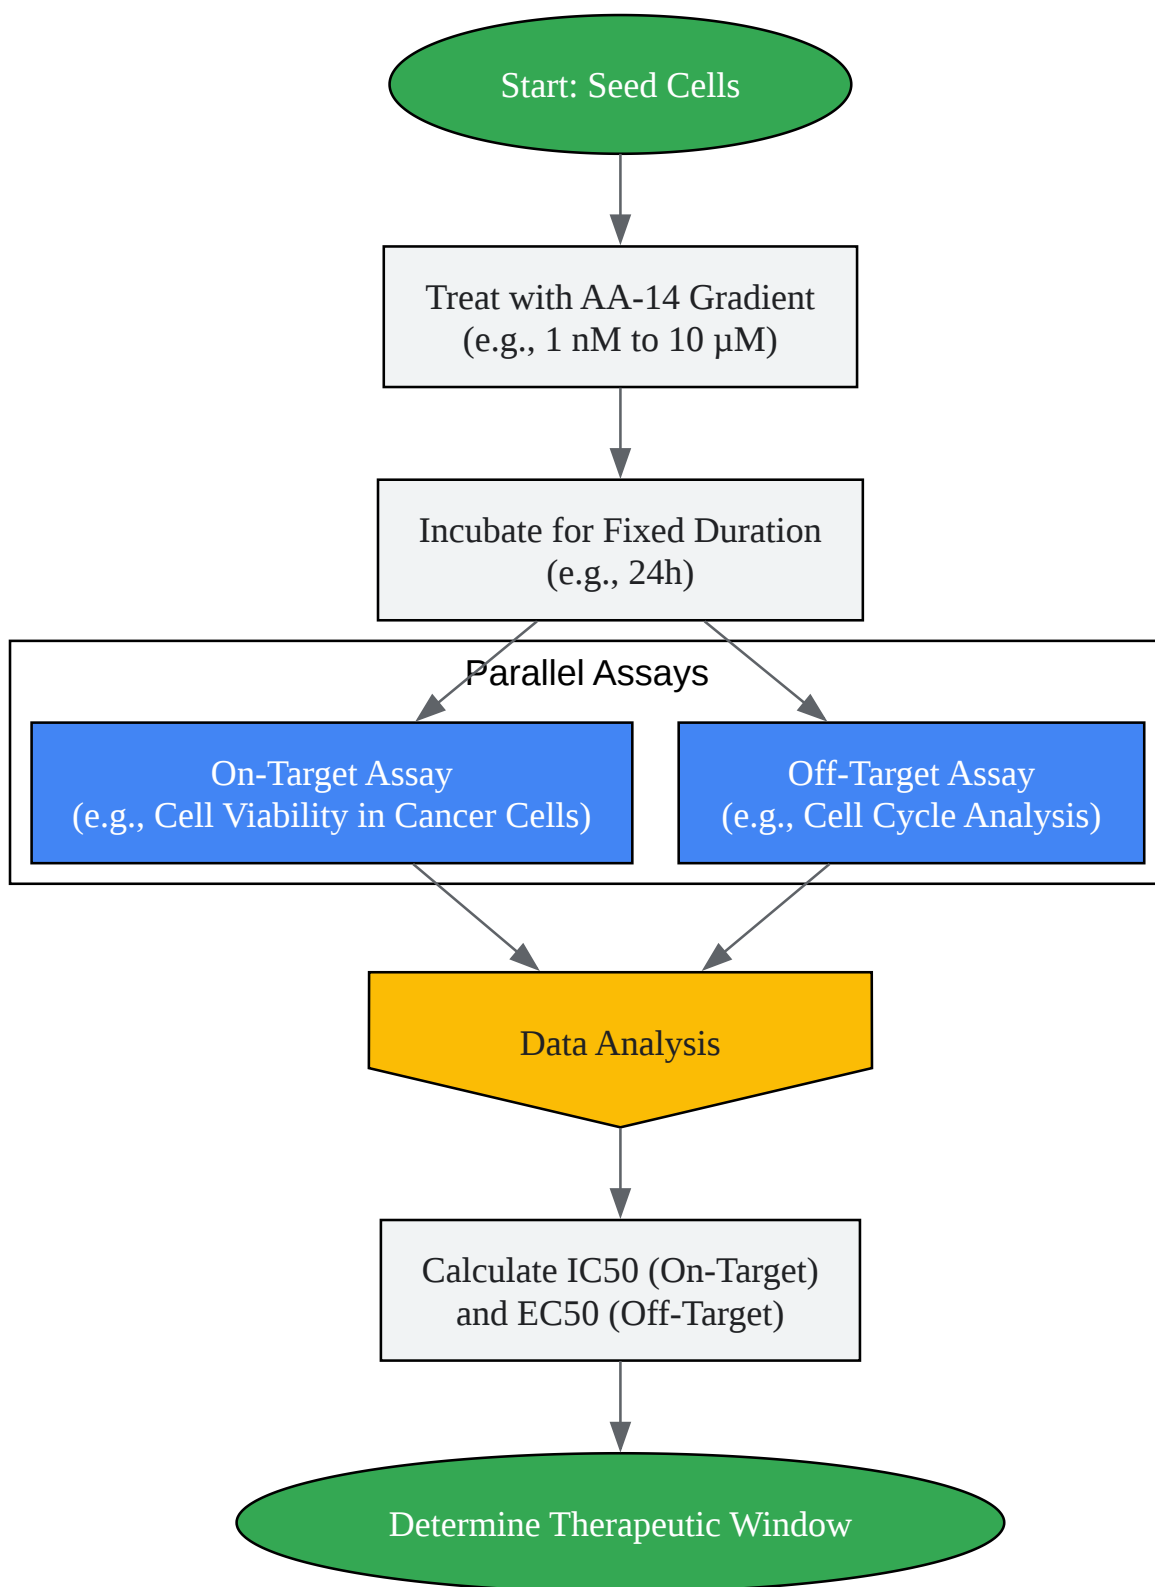 Start: Seed Cells
Treat with AA-14 Gradient
(e.g., 1 nM to 10 µM)
Incubate for Fixed Duration
(e.g., 24h)
Parallel Assays
On-Target Assay
(e.g., Cell Viability in Cancer Cells)
Off-Target Assay
(e.g., Cell Cycle Analysis)
Data Analysis
Calculate IC50 (On-Target)
and EC50 (Off-Target)
Determine Therapeutic Window